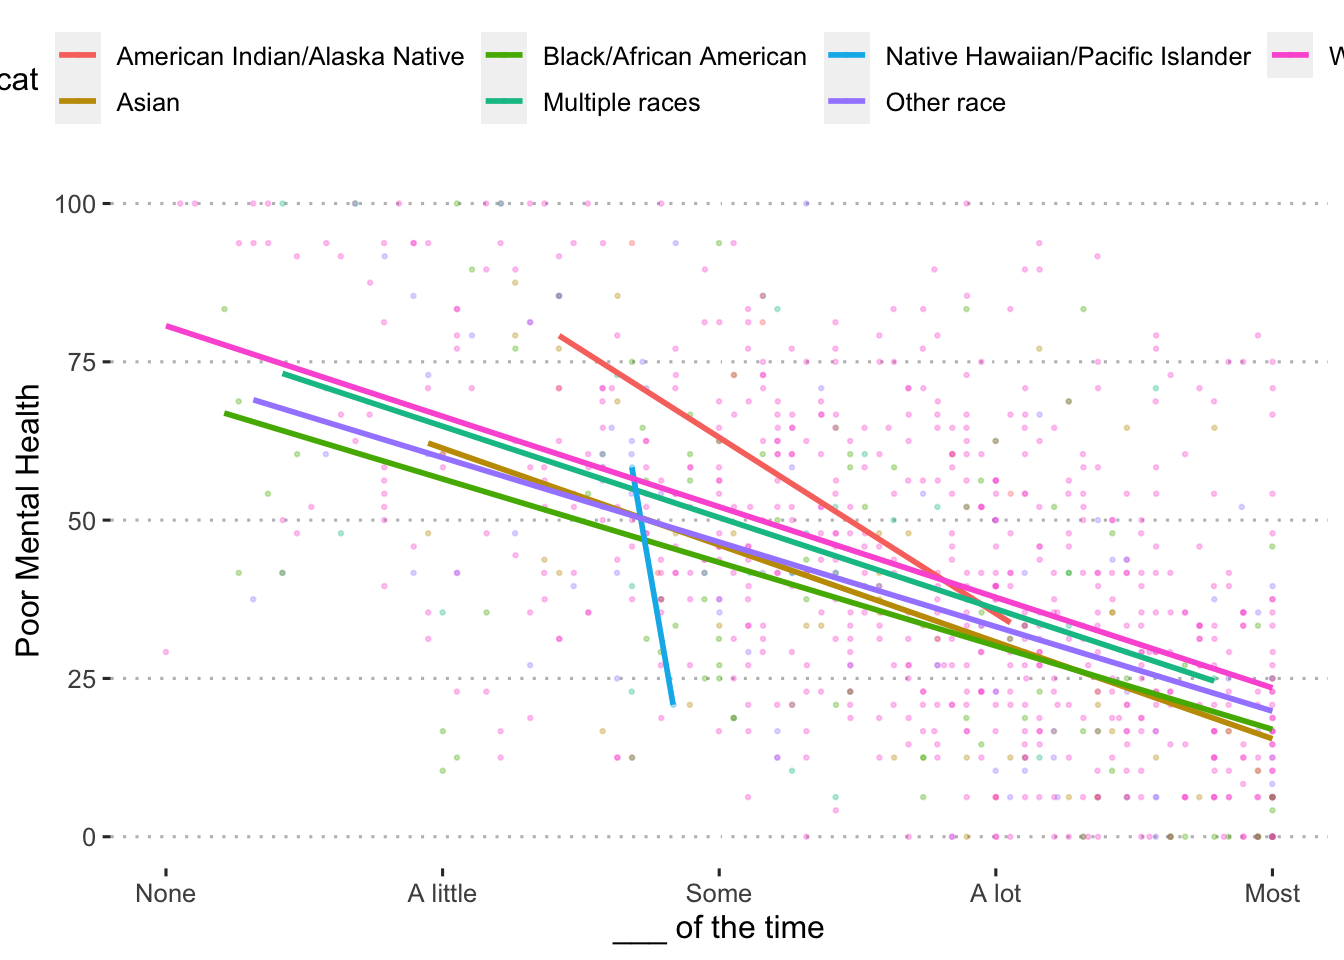 American Indian/Alaska Native Black/African American Native Hawaiian/Pacific Islander W
cat
Asian Multiple races Other race
100
75
50
25
0
Poor Mental Health
None A little Some A lot Most
___ of the time